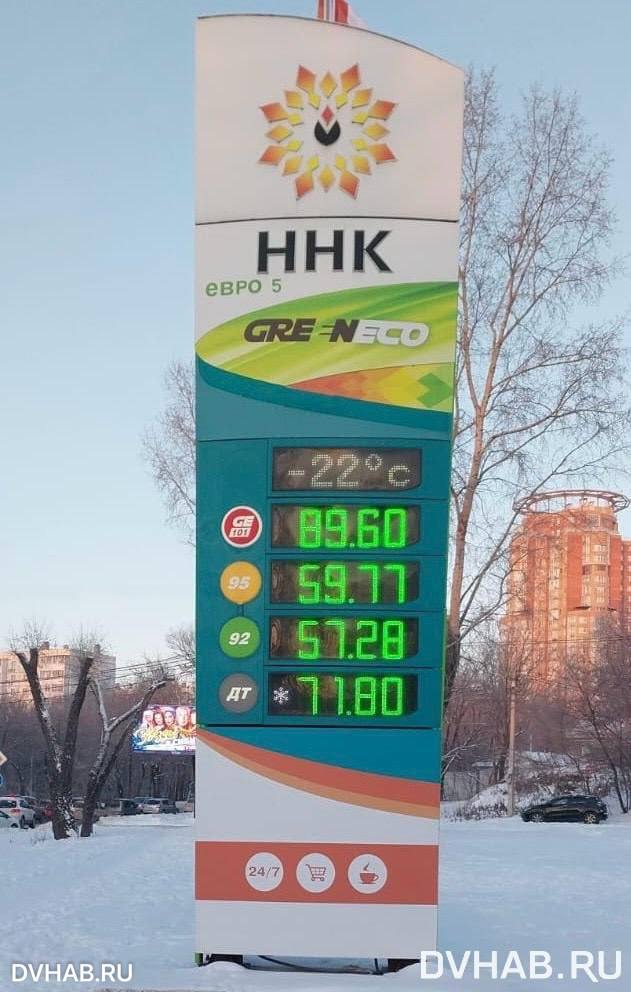 ННК
евро 5
GREENECO
-22°C
GE 101
89.60
95
59.77
92
57.28
ДТ
71.80
24/7
DVHAB.RU
DVHAB.RU